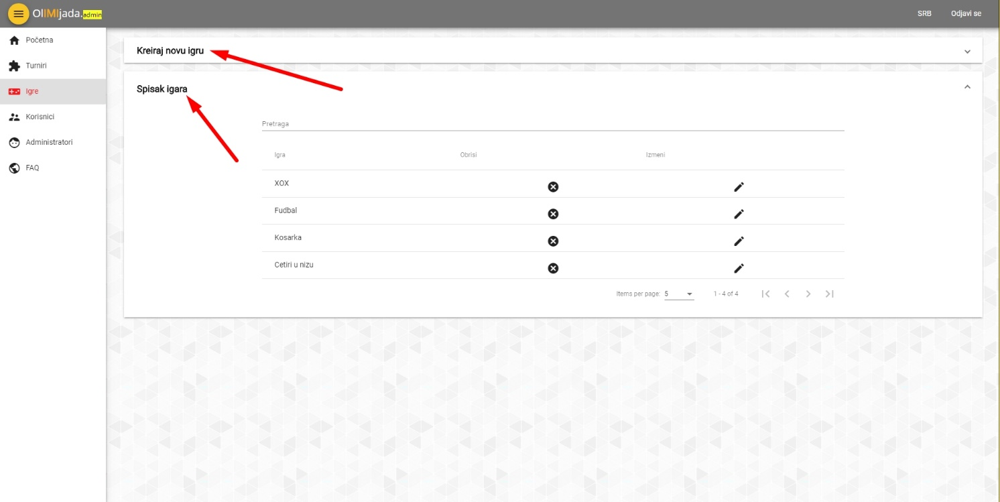 OlIMIjada.admin
SRB
Odjavi se
Početna
Turniri
Igre
Korisnici
Administratori
FAQ
Kreiraj novu igru
Spisak igara
Pretraga
Igra Obrisi Izmeni
XOX
Fudbal
Kosarka
Cetiri u nizu
Items per page: 5 1 - 4 of 4